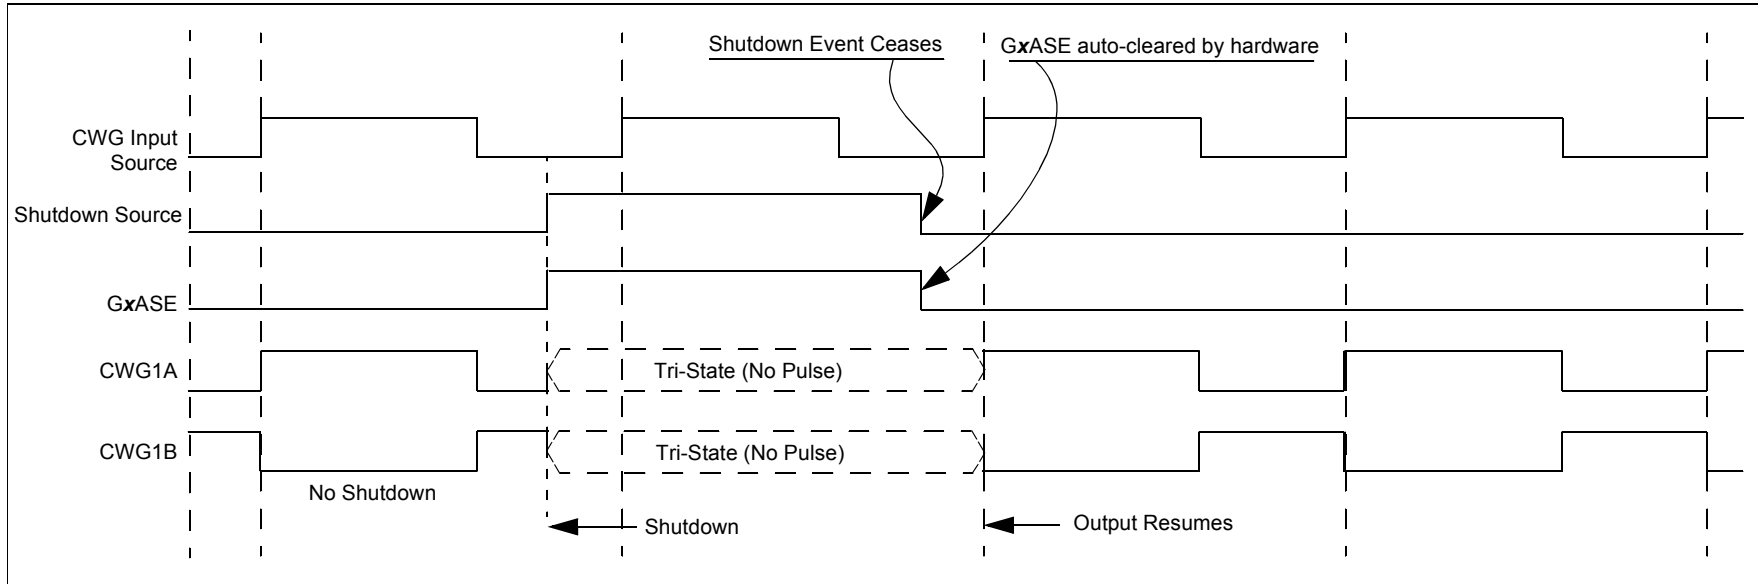 Shutdown Event Ceases
GxASE auto-cleared by hardware
CWG Input
Source
Shutdown Source
GxASE
CWG1A
Tri-State (No Pulse)
CWG1B
Tri-State (No Pulse)
No Shutdown
Shutdown
Output Resumes